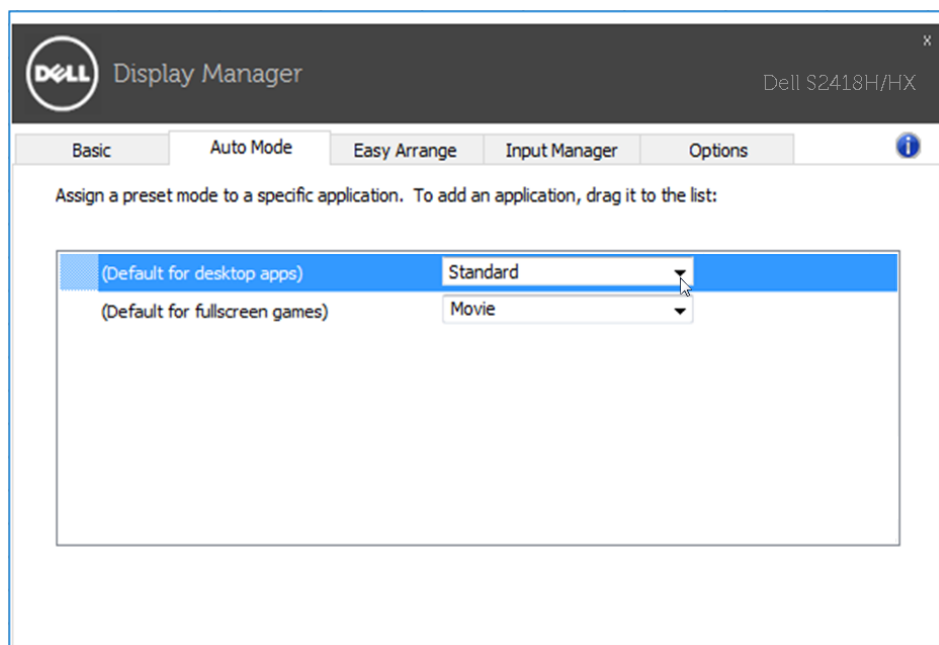 x
DELL Display Manager
Dell S2418H/HX
Basic Auto Mode Easy Arrange Input Manager Options
Assign a preset mode to a specific application. To add an application, drag it to the list:
(Default for desktop apps) Standard
(Default for fullscreen games) Movie